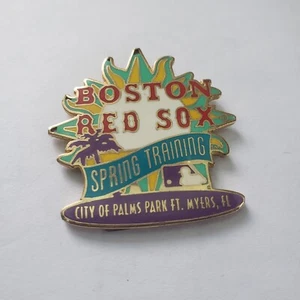 BOSTON
RED SOX
SPRING TRAINING
CITY OF PALMS PARK FT. MYERS, FL